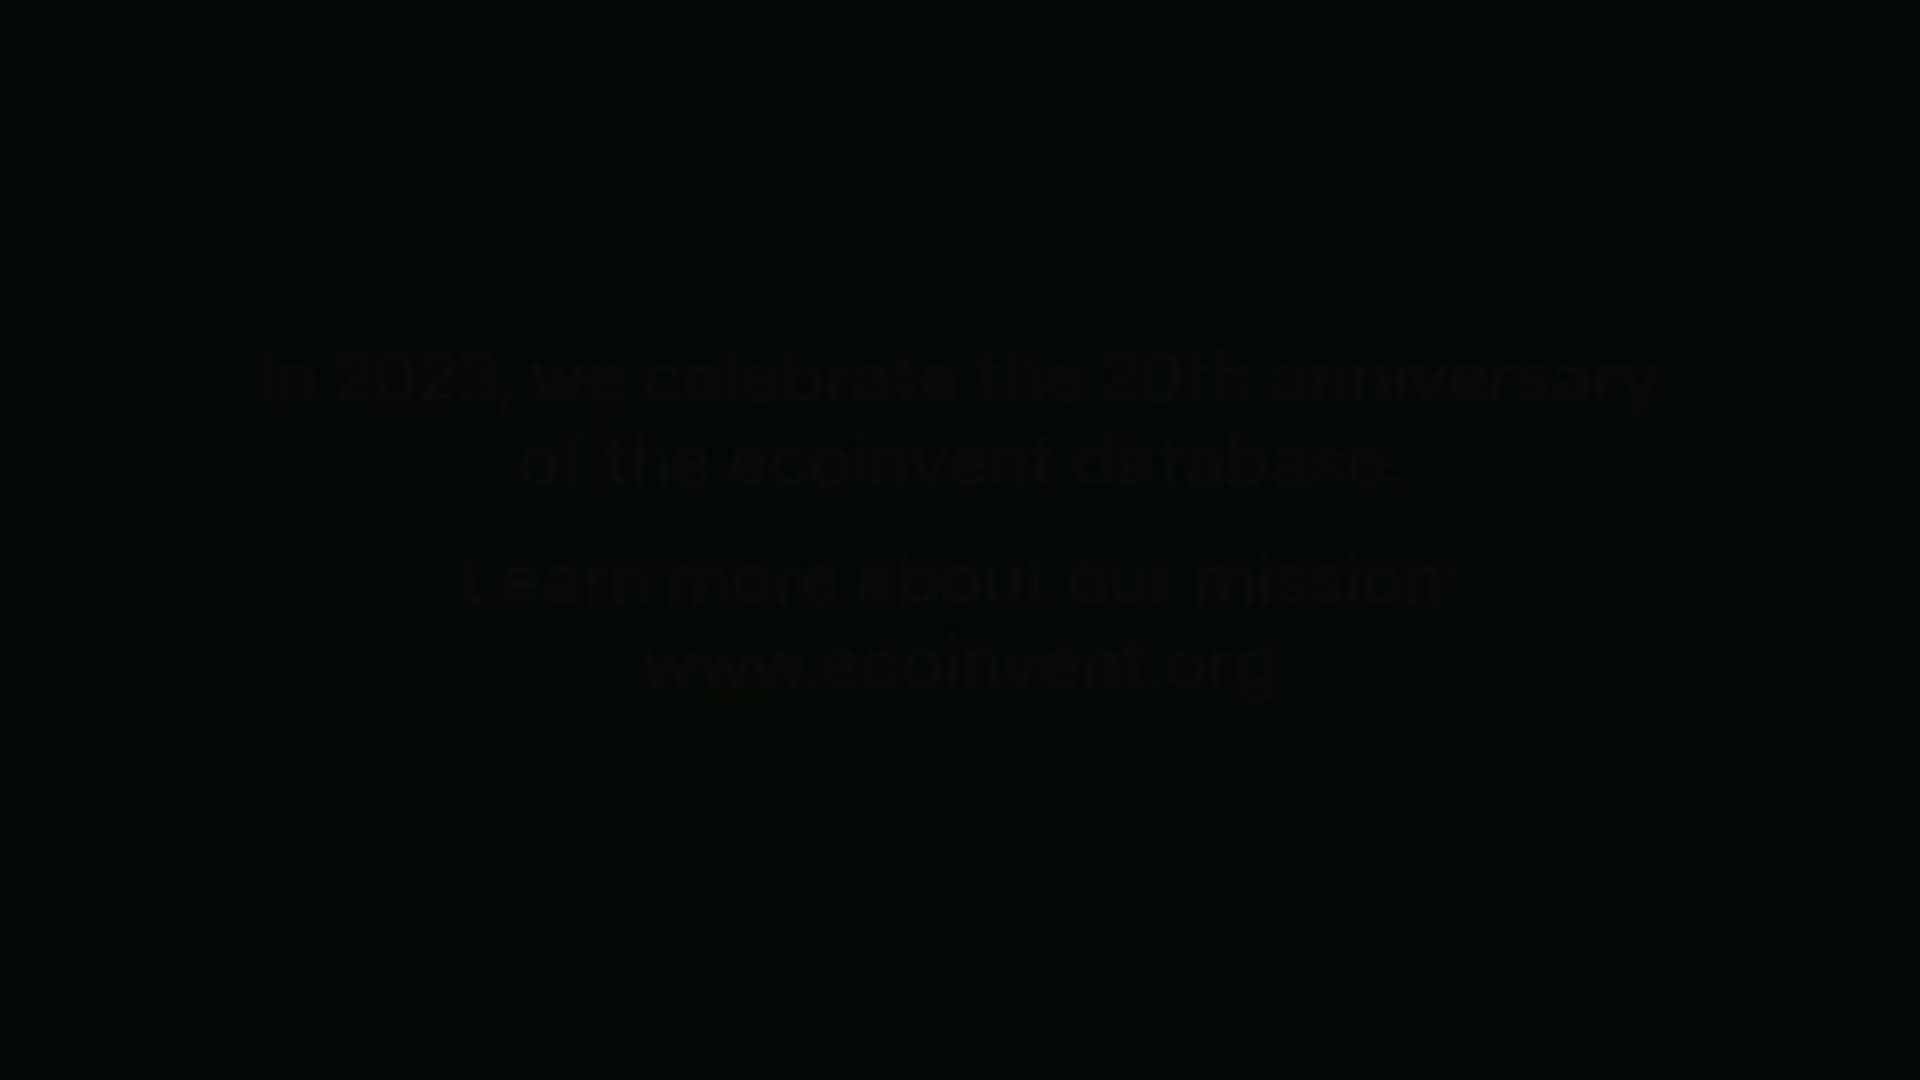 In 2023, we celebrate the 20th anniversary
of the ecoinvent database.
Learn more about our mission:
www.ecoinvent.org